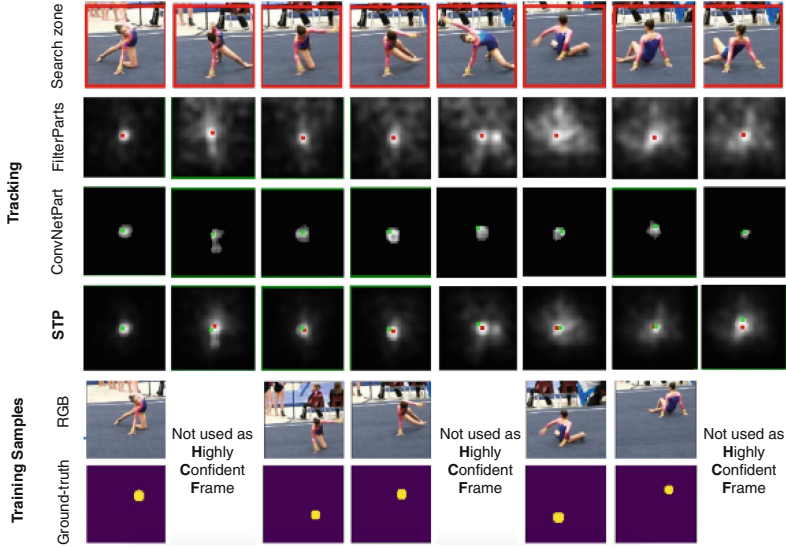 Search zone
FilterParts
ConvNetPart
STP
Tracking
RGB
Ground-truth
Training Samples
Not used as
Highly
Confident
Frame
Not used as
Highly
Confident
Frame
Not used as
Highly
Confident
Frame